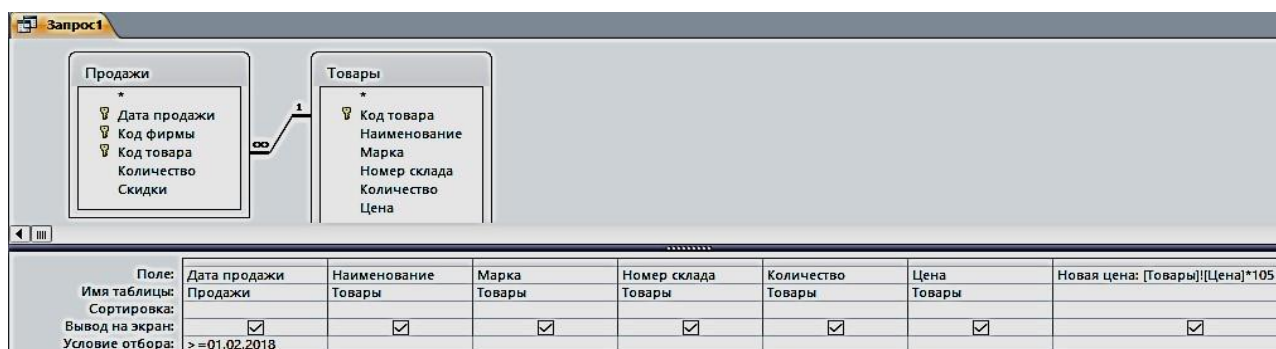 Запрос1
Продажи
*
Дата продажи
Код фирмы
Код товара
Количество
Скидки
∞ 1
Товары
*
Код товара
Наименование
Марка
Номер склада
Количество
Цена
Поле: Дата продажи Наименование Марка Номер склада Количество Цена Новая цена: [Товары]![Цена]*105
Имя таблицы: Продажи Товары Товары Товары Товары Товары
Сортировка:
Вывод на экран:
Условие отбора: >=01.02.2018